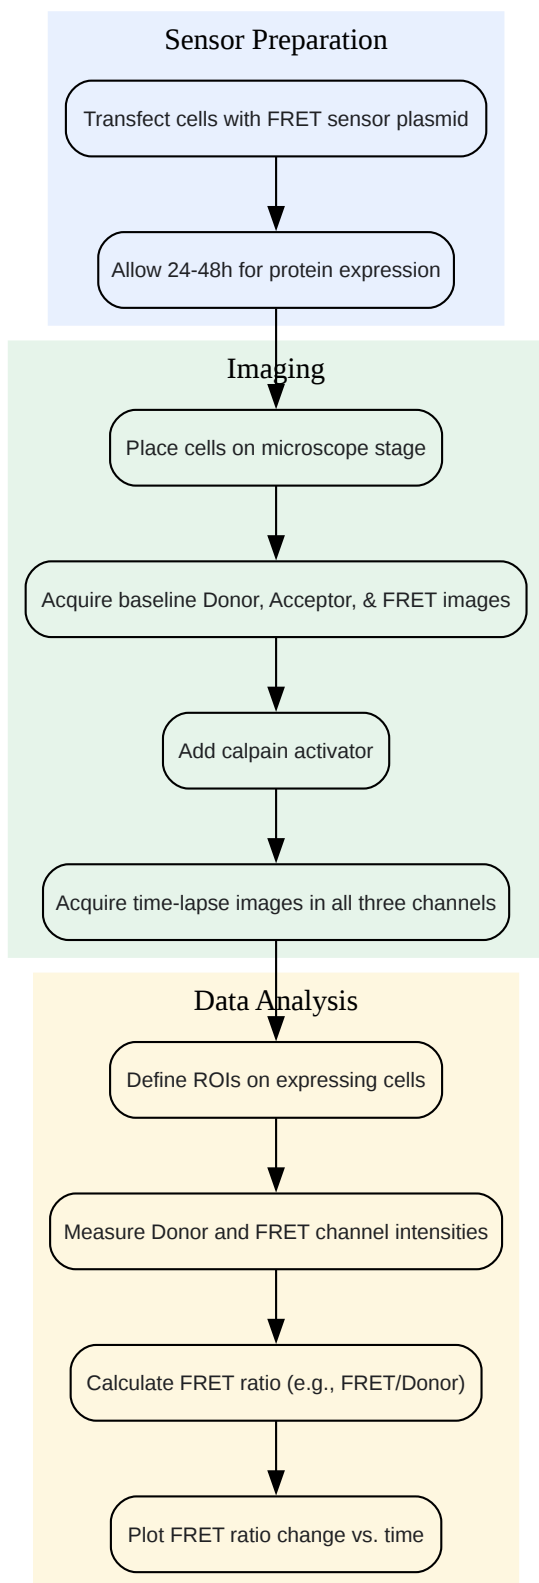 Sensor Preparation
Transfect cells with FRET sensor plasmid
Allow 24-48h for protein expression
Imaging
Place cells on microscope stage
Acquire baseline Donor, Acceptor, & FRET images
Add calpain activator
Acquire time-lapse images in all three channels
Data Analysis
Define ROIs on expressing cells
Measure Donor and FRET channel intensities
Calculate FRET ratio (e.g., FRET/Donor)
Plot FRET ratio change vs. time